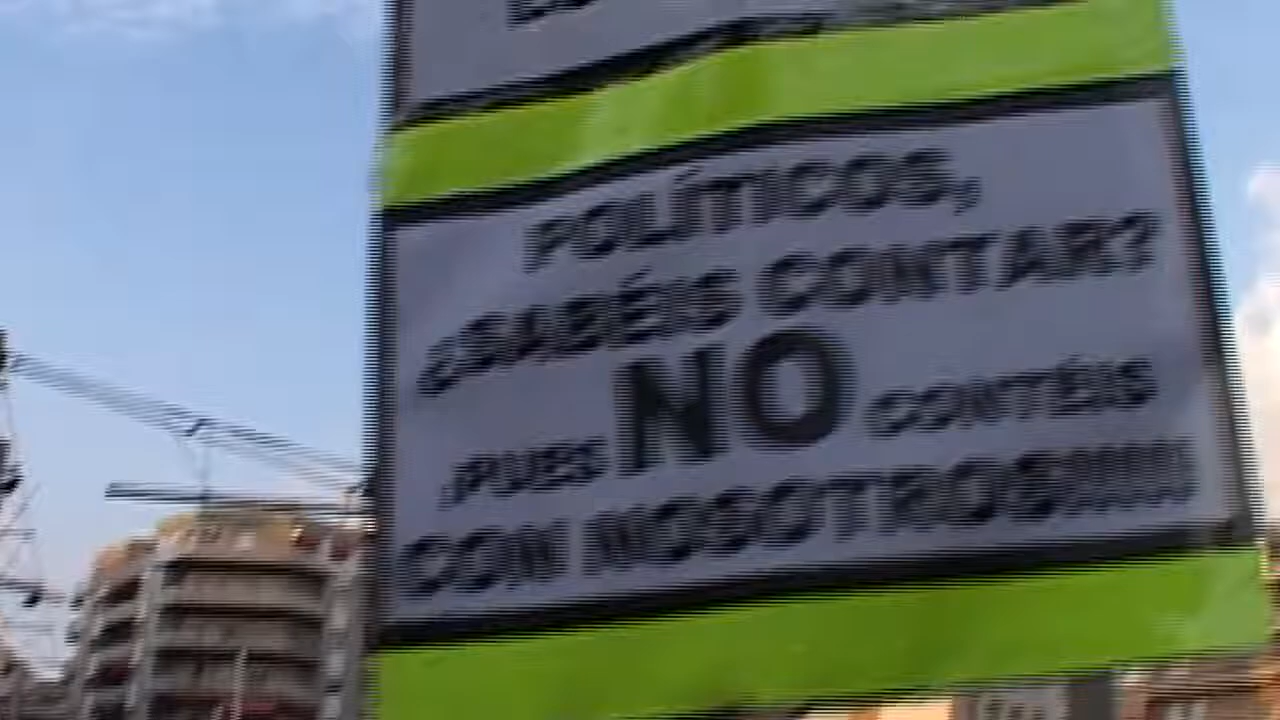 POLÍTICOS,
¿SABÉIS CONTAR?
¡PUES NO CONTÉIS
CON NOSOTROS!!!!!!